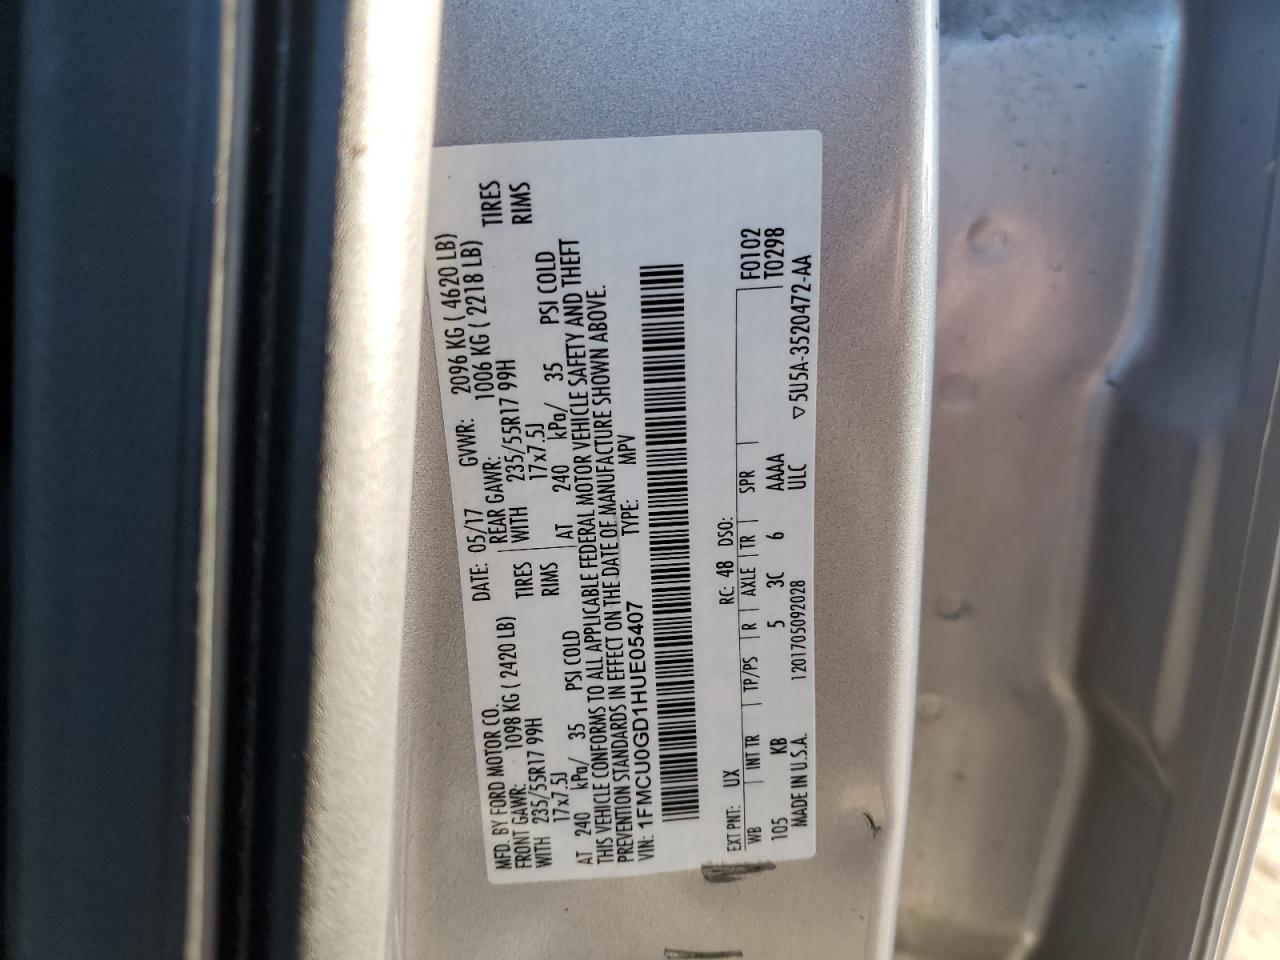 MFD. BY FORD MOTOR CO.
DATE: 05/17 GVWR: 2096 KG ( 4620 LB)
FRONT GAWR: 1098 KG ( 2420 LB) REAR GAWR: 1006 KG ( 2218 LB)
WITH 235/55R17 99H TIRES WITH 235/55R17 99H TIRES
17x7.5J RIMS 17x7.5J RIMS
AT 240 kPa/ 35 PSI COLD AT 240 kPa/ 35 PSI COLD
THIS VEHICLE CONFORMS TO ALL APPLICABLE FEDERAL MOTOR VEHICLE SAFETY AND THEFT
PREVENTION STANDARDS IN EFFECT ON THE DATE OF MANUFACTURE SHOWN ABOVE.
VIN: 1FMCU0GD1HUE05407 TYPE: MPV
EXT PNT: UX RC: 48 DSO: F0102
WB INT TR TP/PS R AXLE TR SPR T0298
105 KB 5 3C 6 AAAA
MADE IN U.S.A. 1201705092028 ULC ▽ 5U5A-3520472-AA